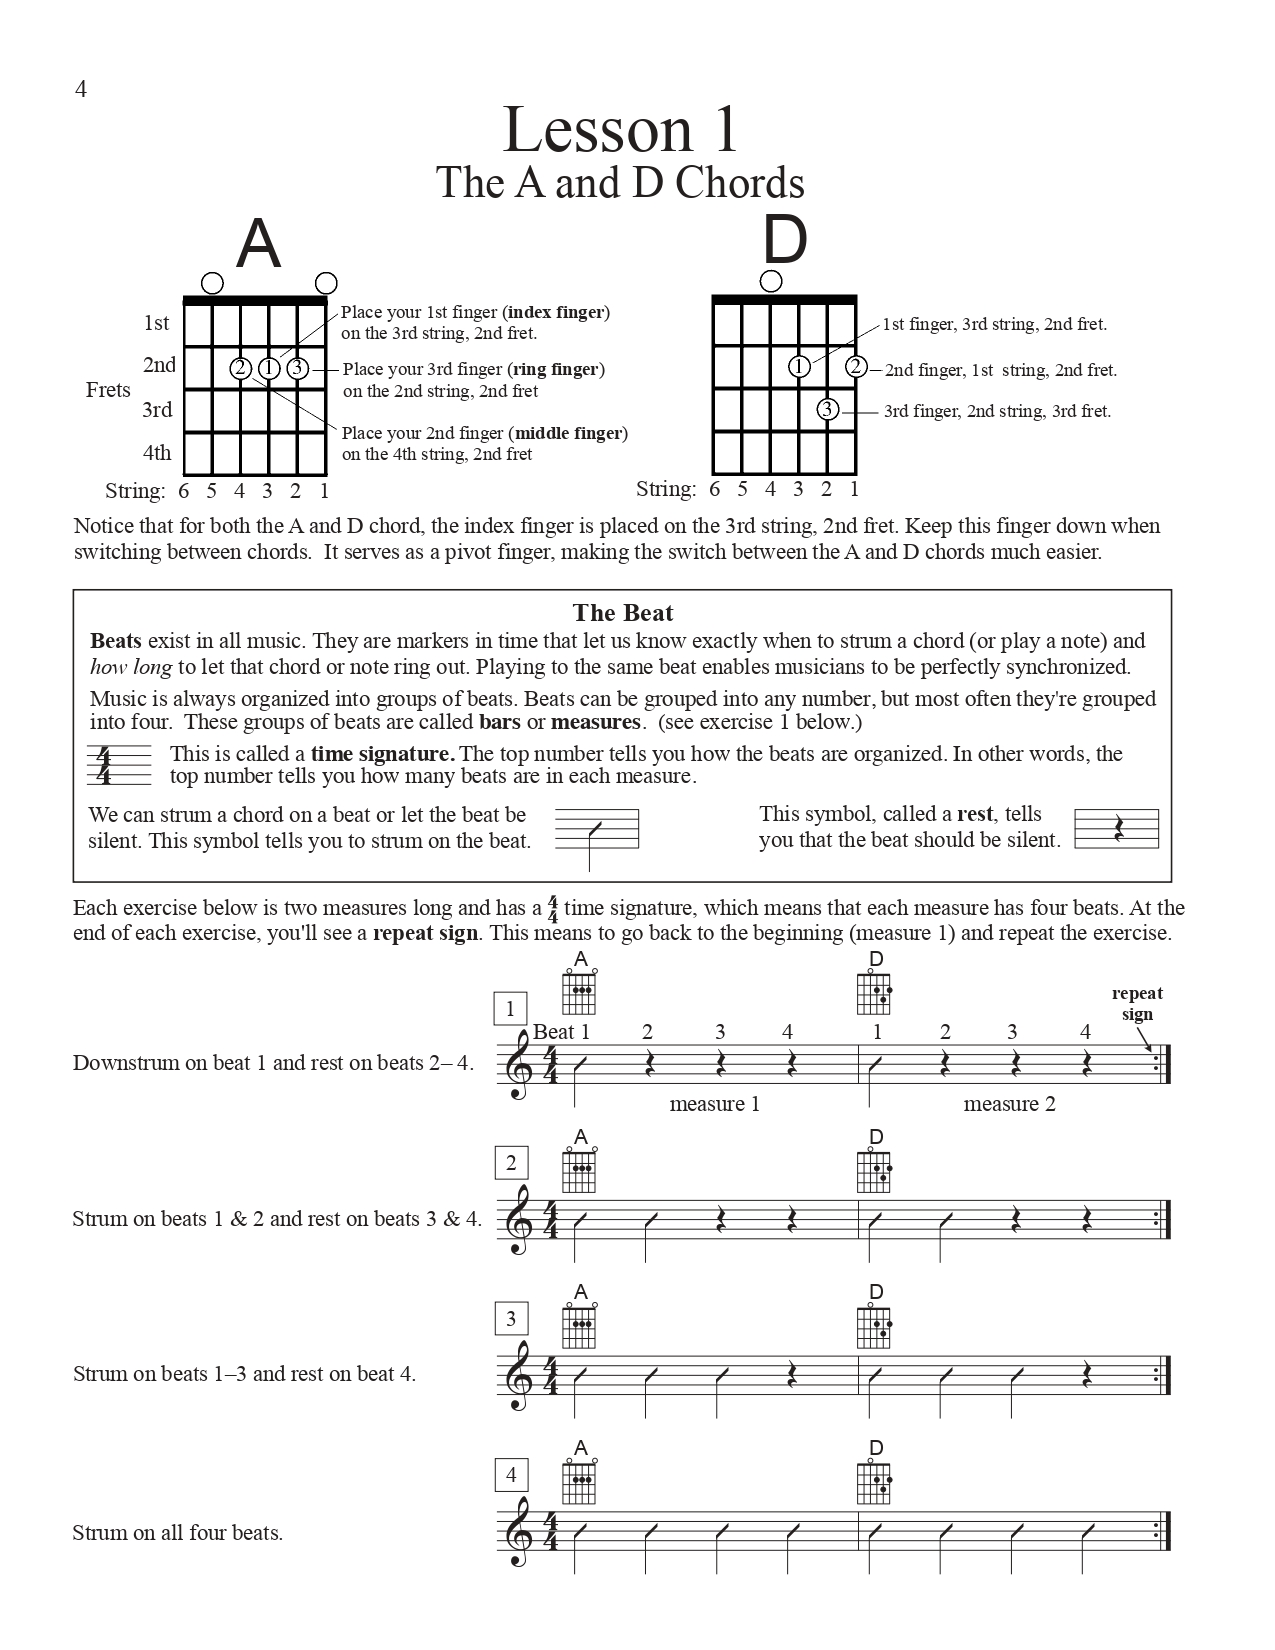 4
Lesson 1
The A and D Chords
A
1st
2nd
Frets
3rd
4th
2 1 3
Place your 1st finger (index finger)
on the 3rd string, 2nd fret.
Place your 3rd finger (ring finger)
on the 2nd string, 2nd fret
Place your 2nd finger (middle finger)
on the 4th string, 2nd fret
String: 6 5 4 3 2 1
D
1 2
3
1st finger, 3rd string, 2nd fret.
2nd finger, 1st  string, 2nd fret.
3rd finger, 2nd string, 3rd fret.
String: 6 5 4 3 2 1
Notice that for both the A and D chord, the index finger is placed on the 3rd string, 2nd fret. Keep this finger down when
switching between chords.  It serves as a pivot finger, making the switch between the A and D chords much easier.
The Beat
Beats exist in all music. They are markers in time that let us know exactly when to strum a chord (or play a note) and
how long to let that chord or note ring out. Playing to the same beat enables musicians to be perfectly synchronized.
Music is always organized into groups of beats. Beats can be grouped into any number, but most often they're grouped
into four.  These groups of beats are called bars or measures.  (see exercise 1 below.)
4
4
This is called a time signature. The top number tells you how the beats are organized. In other words, the
top number tells you how many beats are in each measure.
We can strum a chord on a beat or let the beat be
silent. This symbol tells you to strum on the beat.
This symbol, called a rest, tells
you that the beat should be silent.
Each exercise below is two measures long and has a 4/4 time signature, which means that each measure has four beats. At the
end of each exercise, you'll see a repeat sign. This means to go back to the beginning (measure 1) and repeat the exercise.
A D
repeat
sign
1
Beat 1 2 3 4 1 2 3 4
Downstrum on beat 1 and rest on beats 2– 4.
4
4
measure 1 measure 2
A D
2
Strum on beats 1 & 2 and rest on beats 3 & 4.
4
4
A D
3
Strum on beats 1–3 and rest on beat 4.
4
4
A D
4
Strum on all four beats.
4
4